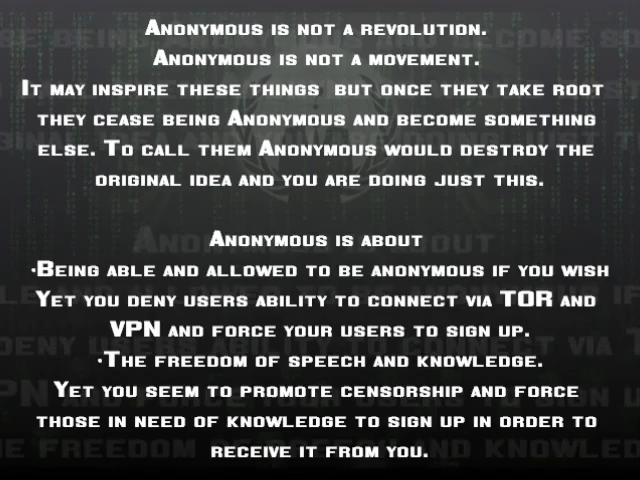 Anonymous is not a revolution.
Anonymous is not a movement.
It may inspire these things but once they take root
they cease being Anonymous and become something
else. To call them Anonymous would destroy the
original idea and you are doing just this.
Anonymous is about
·Being able and allowed to be anonymous if you wish
Yet you deny users ability to connect via TOR and
VPN and force your users to sign up.
·The freedom of speech and knowledge.
Yet you seem to promote censorship and force
those in need of knowledge to sign up in order to
receive it from you.